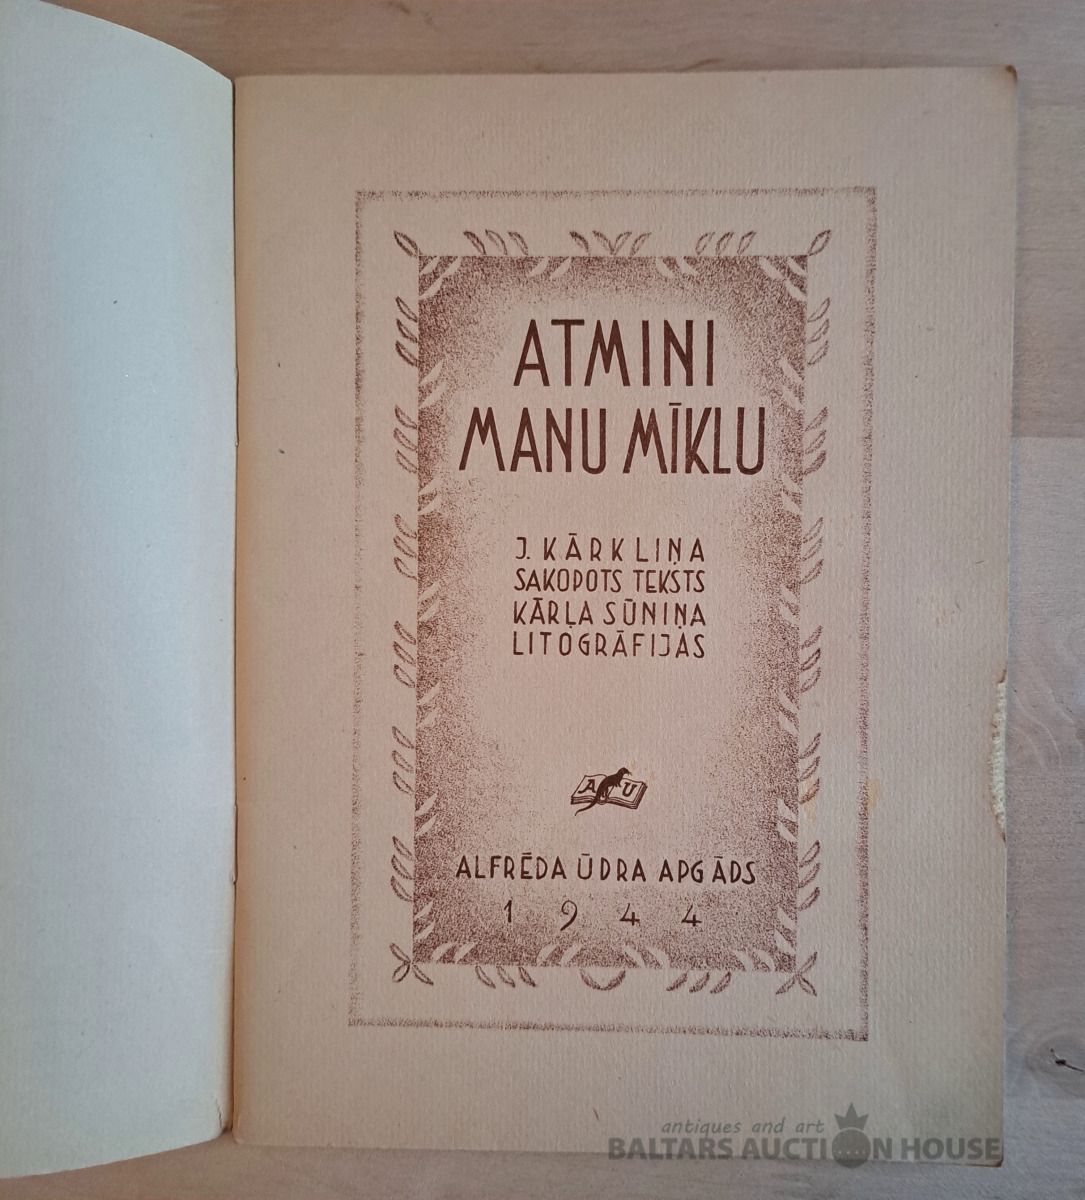 ATMINI
MANU MĪKLU
J. KĀRKLIŅA
SAKOPOTS TEKSTS
KĀRĻA SŪNIŅA
LITOGRĀFIJAS
A U
ALFRĒDA ŪDRA APGĀDS
1944
antiques and art
BALTARS AUCTION HOUSE